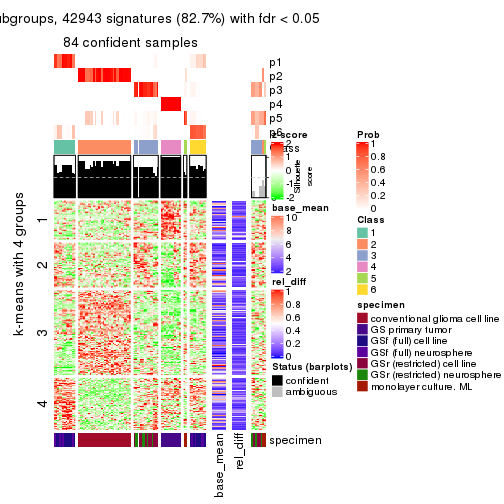 bgroups, 42943 signatures (82.7%) with fdr < 0.05
84 confident samples
p1
p2
p3
p4
p5
p6
Class
Silhouette
score
1
2
3
4
k-means with 4 groups
base_mean
rel_diff
specimen
z-score
2
1
0
-1
-2
base_mean
10
8
6
4
2
rel_diff
1
0.8
0.6
0.4
0.2
0
Status (barplots)
confident
ambiguous
Prob
1
0.8
0.6
0.4
0.2
0
Class
1
2
3
4
5
6
specimen
conventional glioma cell line
GS primary tumor
GSf (full) cell line
GSf (full) neurosphere
GSr (restricted) cell line
GSr (restricted) neurosphere
monolayer culture. ML